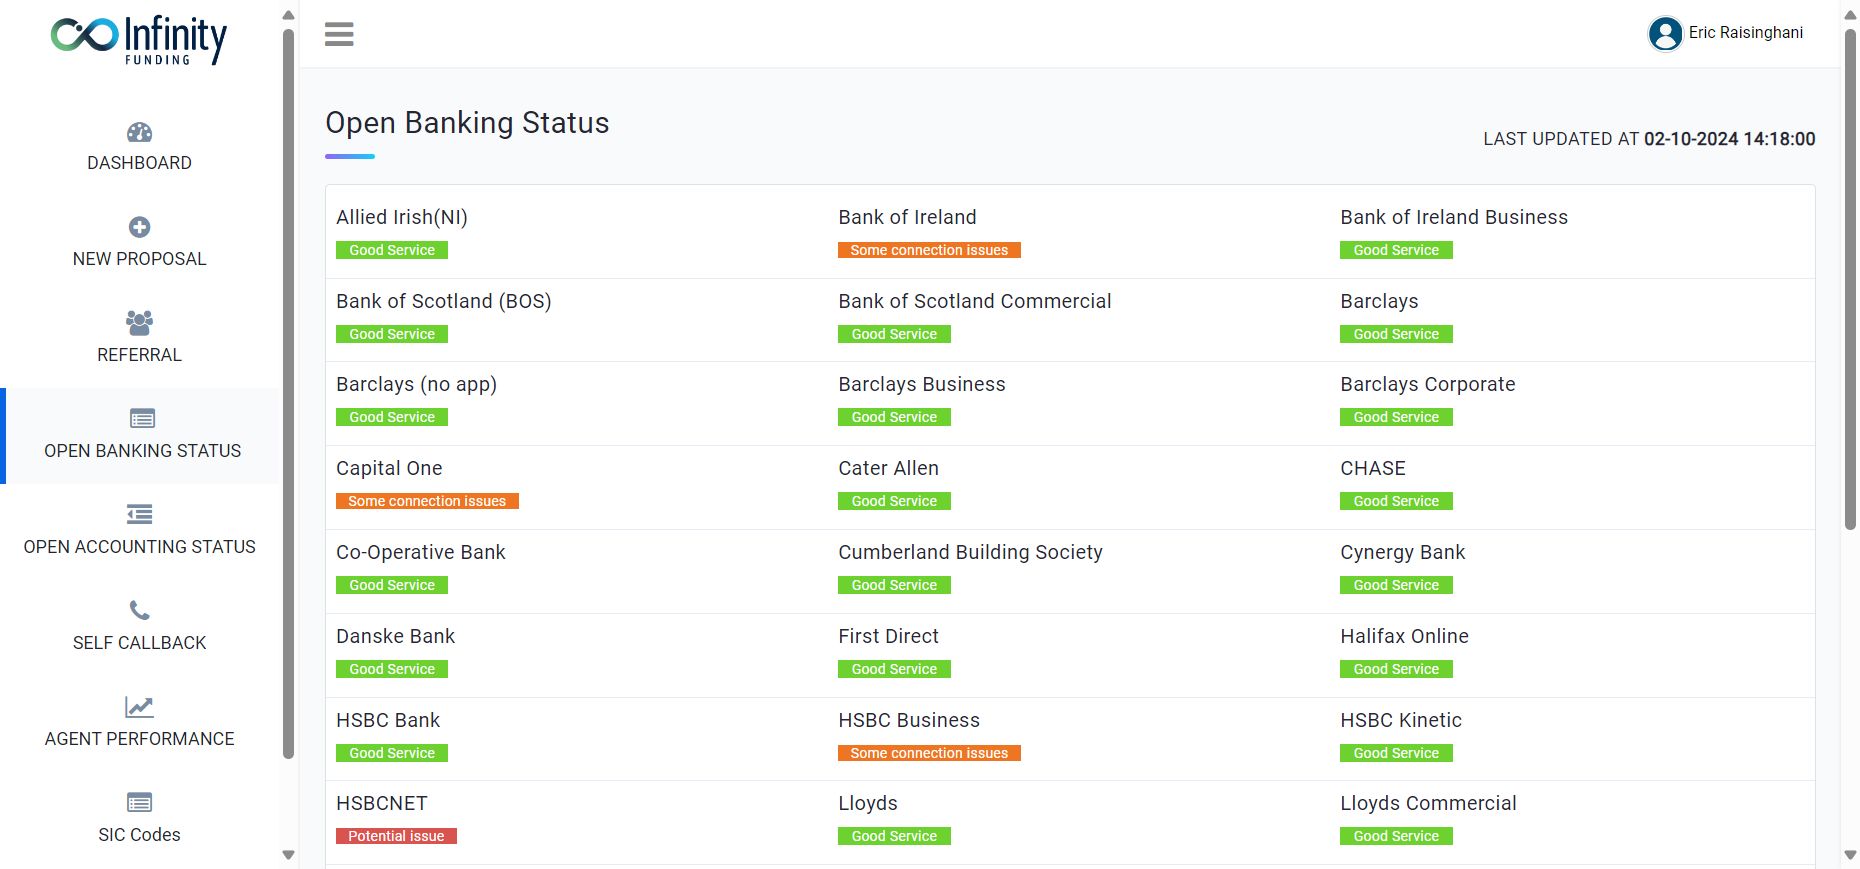 Infinity
FUNDING
Eric Raisinghani
DASHBOARD
NEW PROPOSAL
REFERRAL
OPEN BANKING STATUS
OPEN ACCOUNTING STATUS
SELF CALLBACK
AGENT PERFORMANCE
SIC Codes
Open Banking Status
LAST UPDATED AT 02-10-2024 14:18:00
Allied Irish(NI)
Good Service
Bank of Ireland
Some connection issues
Bank of Ireland Business
Good Service
Bank of Scotland (BOS)
Good Service
Bank of Scotland Commercial
Good Service
Barclays
Good Service
Barclays (no app)
Good Service
Barclays Business
Good Service
Barclays Corporate
Good Service
Capital One
Some connection issues
Cater Allen
Good Service
CHASE
Good Service
Co-Operative Bank
Good Service
Cumberland Building Society
Good Service
Cynergy Bank
Good Service
Danske Bank
Good Service
First Direct
Good Service
Halifax Online
Good Service
HSBC Bank
Good Service
HSBC Business
Some connection issues
HSBC Kinetic
Good Service
HSBCNET
Potential issue
Lloyds
Good Service
Lloyds Commercial
Good Service